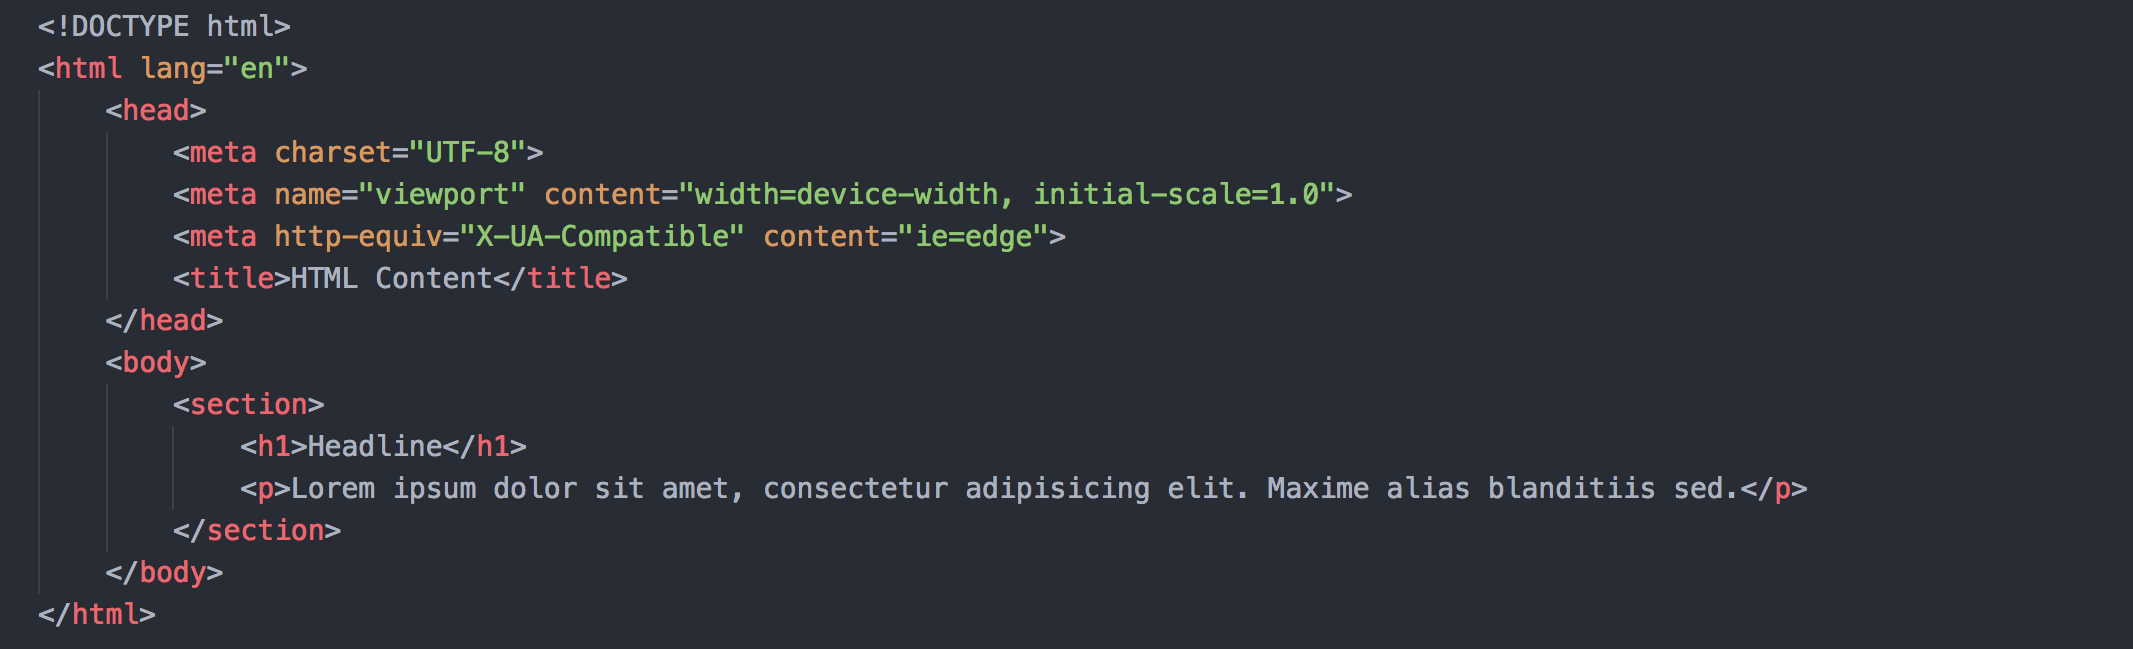 <!DOCTYPE html>
<html lang="en">
    <head>
        <meta charset="UTF-8">
        <meta name="viewport" content="width=device-width, initial-scale=1.0">
        <meta http-equiv="X-UA-Compatible" content="ie=edge">
        <title>HTML Content</title>
    </head>
    <body>
        <section>
            <h1>Headline</h1>
            <p>Lorem ipsum dolor sit amet, consectetur adipisicing elit. Maxime alias blanditiis sed.</p>
        </section>
    </body>
</html>